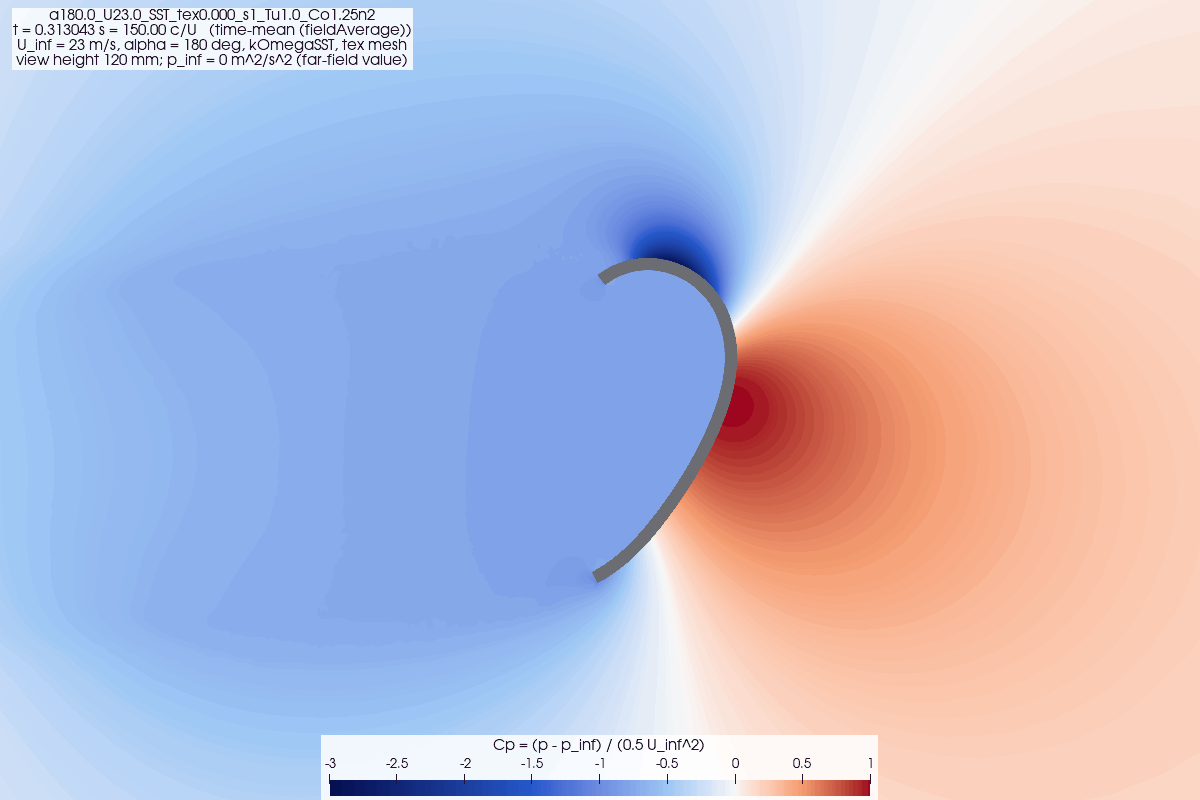 a180.0_U23.0_SST_tex0.000_s1_Tu1.0_Co1.25n2
t = 0.313043 s = 150.00 c/U (time-mean (fieldAverage))
U_inf = 23 m/s, alpha = 180 deg, kOmegaSST, tex mesh
view height 120 mm; p_inf = 0 m^2/s^2 (far-field value)
Cp = (p - p_inf) / (0.5 U_inf^2)
-3 -2.5 -2 -1.5 -1 -0.5 0 0.5 1